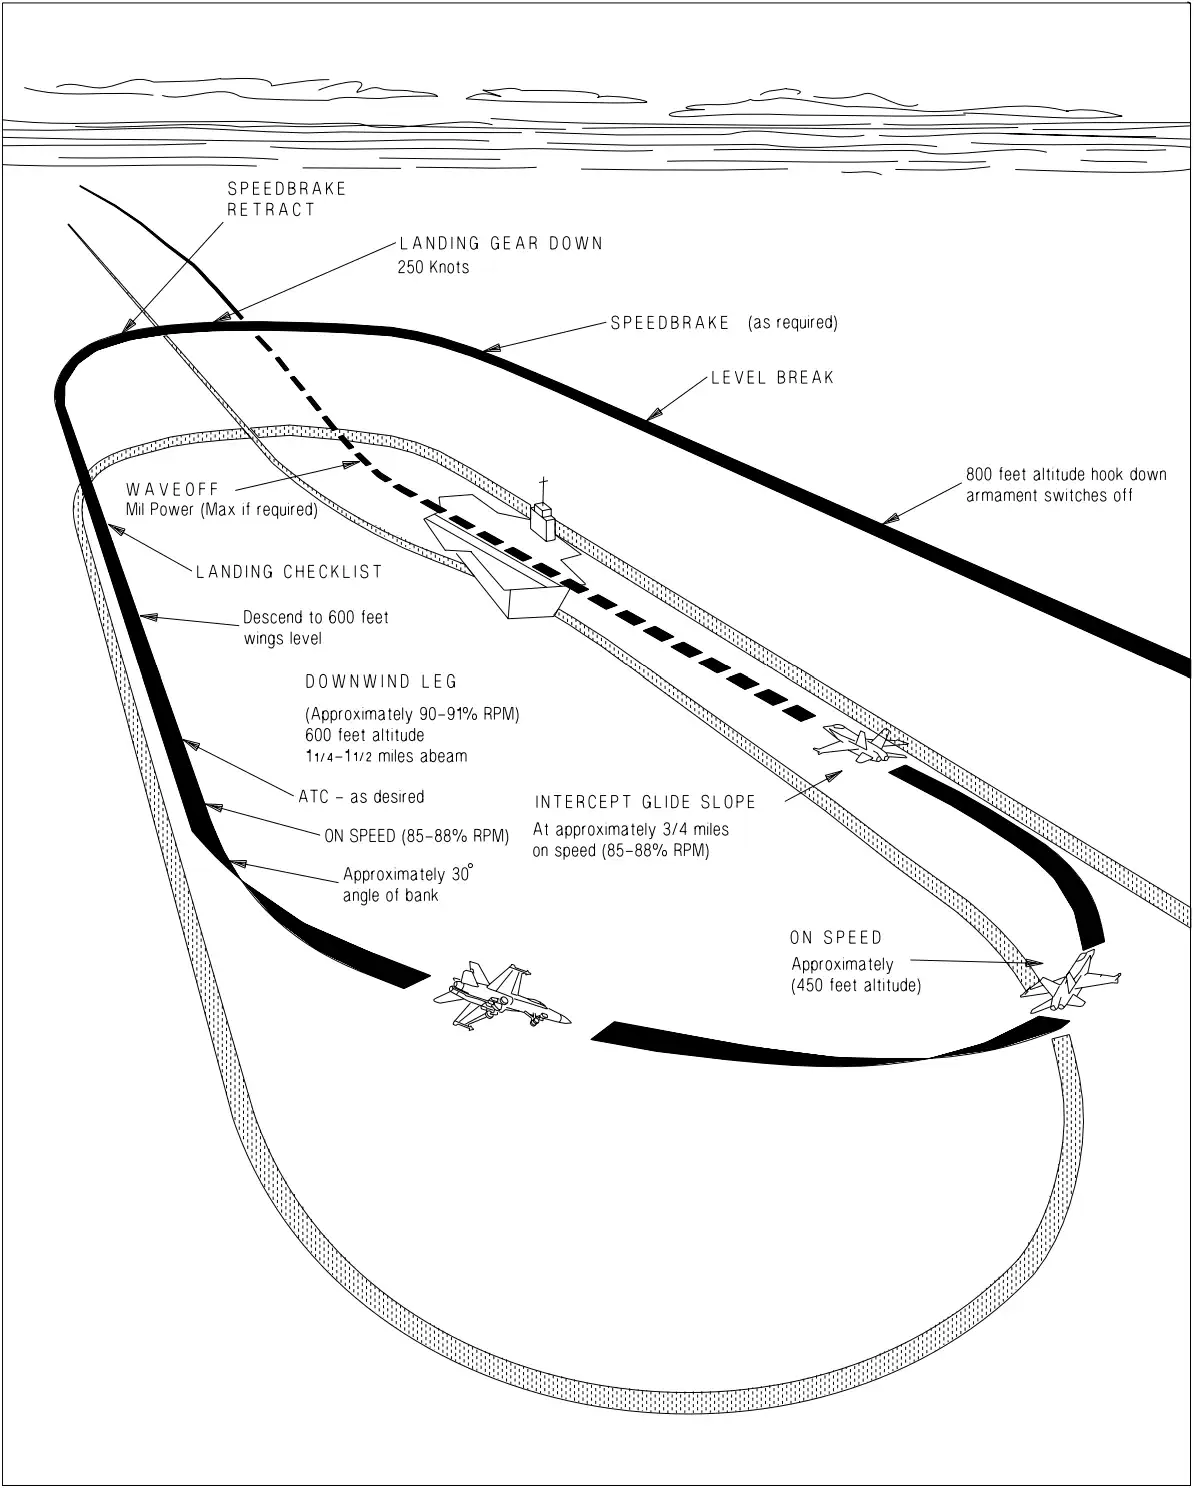 SPEEDBRAKE
RETRACT
LANDING GEAR DOWN
250 Knots
SPEEDBRAKE (as required)
LEVEL BREAK
800 feet altitude hook down
armament switches off
WAVEOFF
Mil Power (Max if required)
LANDING CHECKLIST
Descend to 600 feet
wings level
DOWNWIND LEG
(Approximately 90-91% RPM)
600 feet altitude
1 1/4-1 1/2 miles abeam
ATC - as desired
ON SPEED (85-88% RPM)
Approximately 30°
angle of bank
INTERCEPT GLIDE SLOPE
At approximately 3/4 miles
on speed (85-88% RPM)
ON SPEED
Approximately
(450 feet altitude)